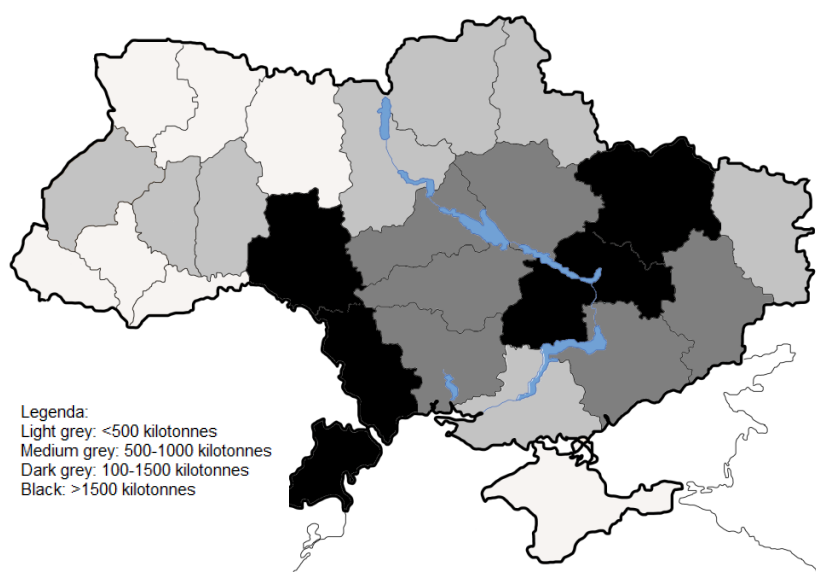 Legenda:
Light grey: <500 kilotonnes
Medium grey: 500-1000 kilotonnes
Dark grey: 100-1500 kilotonnes
Black: >1500 kilotonnes